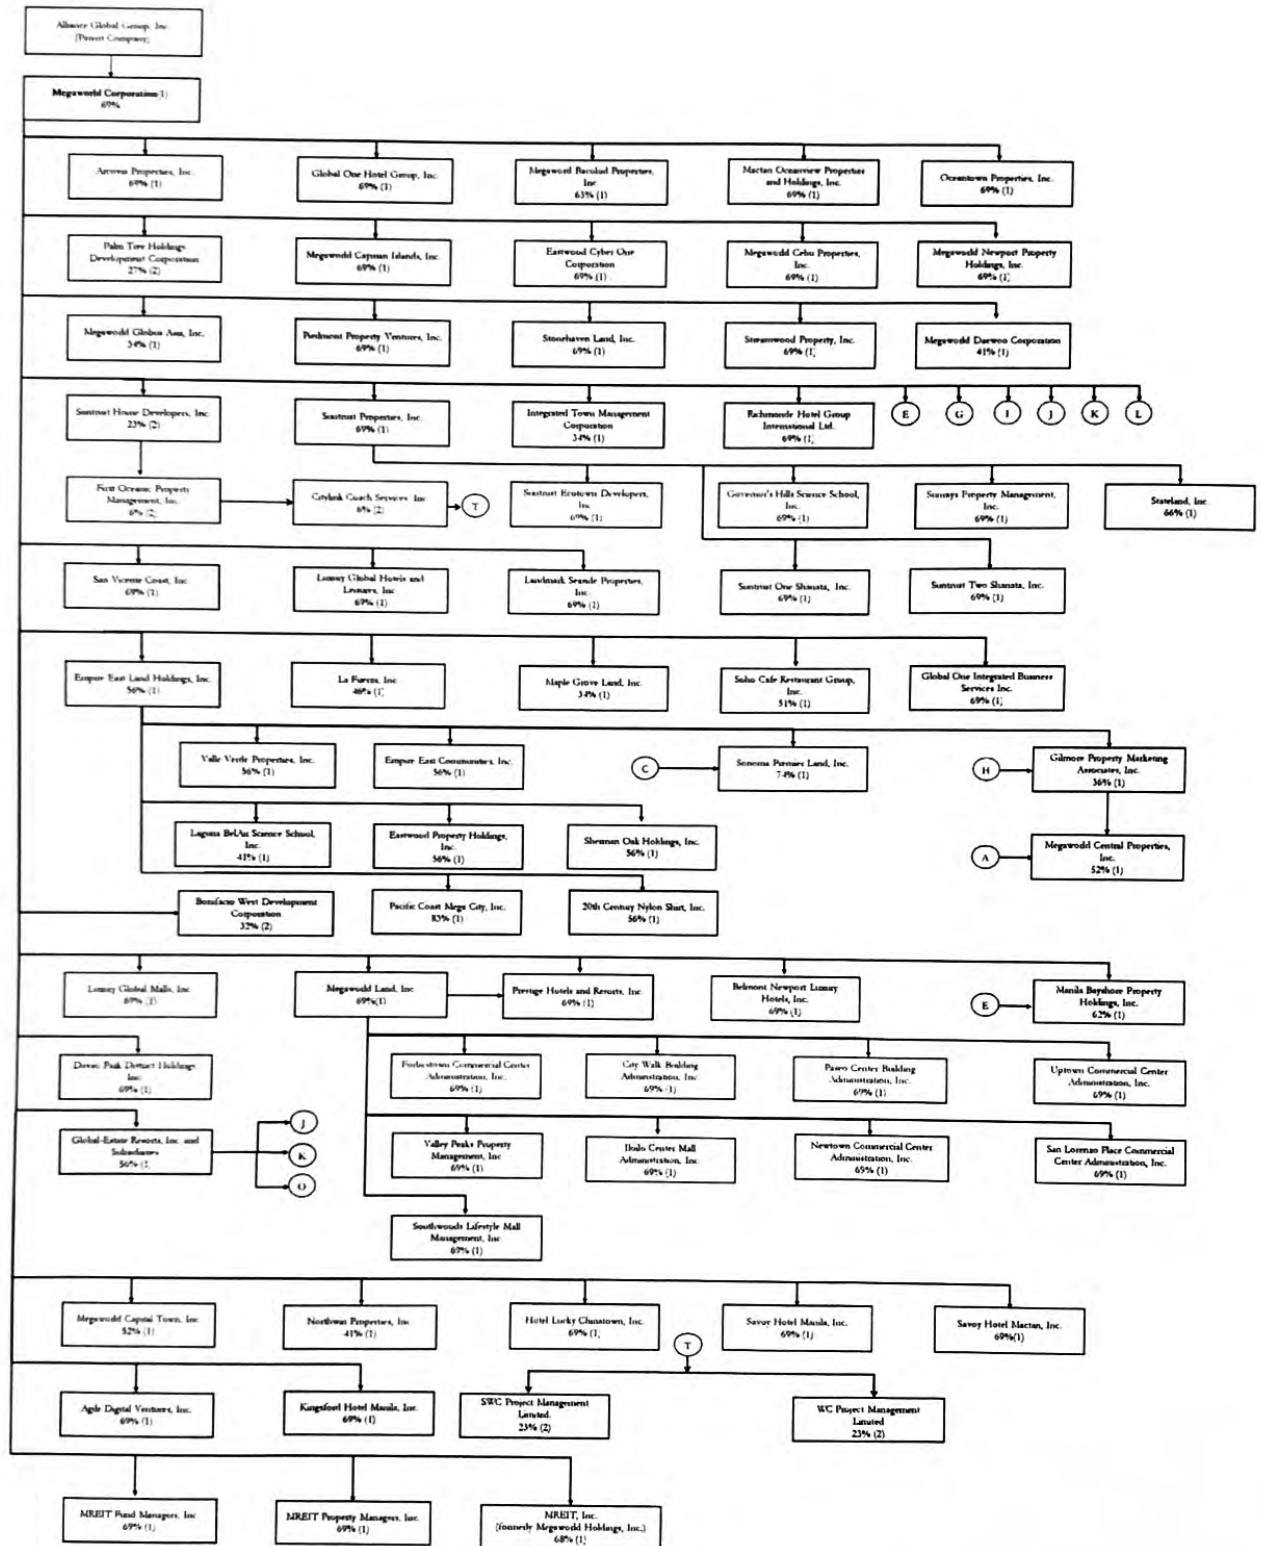 Alliance Global Group, Inc.
(Parent Company)
Megaworld Corporation(1)
69%
Arcovia Properties, Inc.
69% (1)
Global One Hotel Group, Inc.
69% (1)
Megaword Bacolod Properties,
Inc.
63% (1)
Mactan Oceanview Properties
and Holdings, Inc.
69% (1)
Oceantown Properties, Inc.
69% (1)
Palm Tree Holdings
Development Corporation
27% (2)
Megaworld Cayman Islands, Inc.
69% (1)
Eastwood Cyber One
Corporation
69% (1)
Megaworld Cebu Properties,
Inc.
69% (1)
Megaworld Newport Property
Holdings, Inc.
69% (1)
Megaworld Globus Asia, Inc.
34% (1)
Piedmont Property Ventures, Inc.
69% (1)
Stonehaven Land, Inc.
69% (1)
Streamwood Property, Inc.
69% (1)
Megaworld Daewoo Corporation
41% (1)
Suntrust House Developers, Inc.
23% (2)
Suntrust Properties, Inc.
69% (1)
Integrated Town Management
Corporation
34% (1)
Richmonde Hotel Group
International Ltd.
69% (1)
E
G
I
J
K
L
First Oceanic Property
Management, Inc.
6% (2)
Citylink Coach Services. Inc
6% (2)
T
Suntrust Ecotown Developers,
Inc
69% (1)
Governor's Hills Science School,
Inc.
69% (1)
Sunrays Property Management,
Inc.
69% (1)
Stateland, Inc.
66% (1)
San Vicente Coast, Inc
69% (1)
Luxury Global Hotels and
Leisures, Inc
69% (1)
Landmark Seaside Properties,
Inc.
69% (1)
Suntrust One Shanata, Inc.
69% (1)
Suntrust Two Shanata, Inc.
69% (1)
Empire East Land Holdings, Inc.
56% (1)
La Fuerza, Inc
46% (1)
Maple Grove Land, Inc.
34% (1)
Soho Cafe Restaurant Group,
Inc.
51% (1)
Global One Integrated Business
Services Inc.
69% (1)
Valle Verde Properties, Inc.
56% (1)
Empire East Communities, Inc.
56% (1)
C
Sonoma Premier Land, Inc.
74% (1)
H
Gilmore Property Marketing
Associates, Inc.
36% (1)
Laguna BelAir Science School,
Inc.
41% (1)
Eastwood Property Holdings,
Inc.
56% (1)
Sherman Oak Holdings, Inc.
56% (1)
A
Megaworld Central Properties,
Inc.
52% (1)
Bonifacio West Development
Corporation
32% (2)
Pacific Coast Mega City, Inc.
83% (1)
20th Century Nylon Shirt, Inc.
56% (1)
Luxury Global Malls, Inc.
69% (1)
Megaworld Land, Inc
69%(1)
Prestige Hotels and Resorts, Inc
69% (1)
Belmont Newport Luxury
Hotels, Inc.
69% (1)
E
Manila Bayshore Property
Holdings, Inc.
62% (1)
Davao Park District Holdings
Inc.
69% (1)
Forbestown Commercial Center
Administration, Inc.
69% (1)
City Walk Building
Administration, Inc
69% (1)
Paseo Center Building
Administration, Inc.
69% (1)
Uptown Commercial Center
Administration, Inc.
69% (1)
Global-Estate Resorts, Inc. and
Subsidiaries
56% (1)
J
K
O
Valley Peaks Property
Management, Inc
69% (1)
Iloilo Center Mall
Administration, Inc
69% (1)
Newtown Commercial Center
Administration, Inc.
69% (1)
San Lorenzo Place Commercial
Center Administration, Inc.
69% (1)
Southwoods Lifestyle Mall
Management, Inc
69% (1)
Megaworld Capital Town, Inc
52% (1)
Northwin Properties, Inc
41% (1)
Hotel Lucky Chinatown, Inc.
69% (1)
Savoy Hotel Manila, Inc.
69% (1)
Savoy Hotel Mactan, Inc.
69%(1)
T
Agile Digital Ventures, Inc.
69% (1)
Kingsford Hotel Manila, Inc.
69% (1)
SWC Project Management
Limited.
23% (2)
WC Project Management
Limited
23% (2)
MREIT Fund Managers, Inc
69% (1)
MREIT Property Managers, Inc.
69% (1)
MREIT, Inc.
(formerly Megaworld Holdings, Inc.)
68% (1)